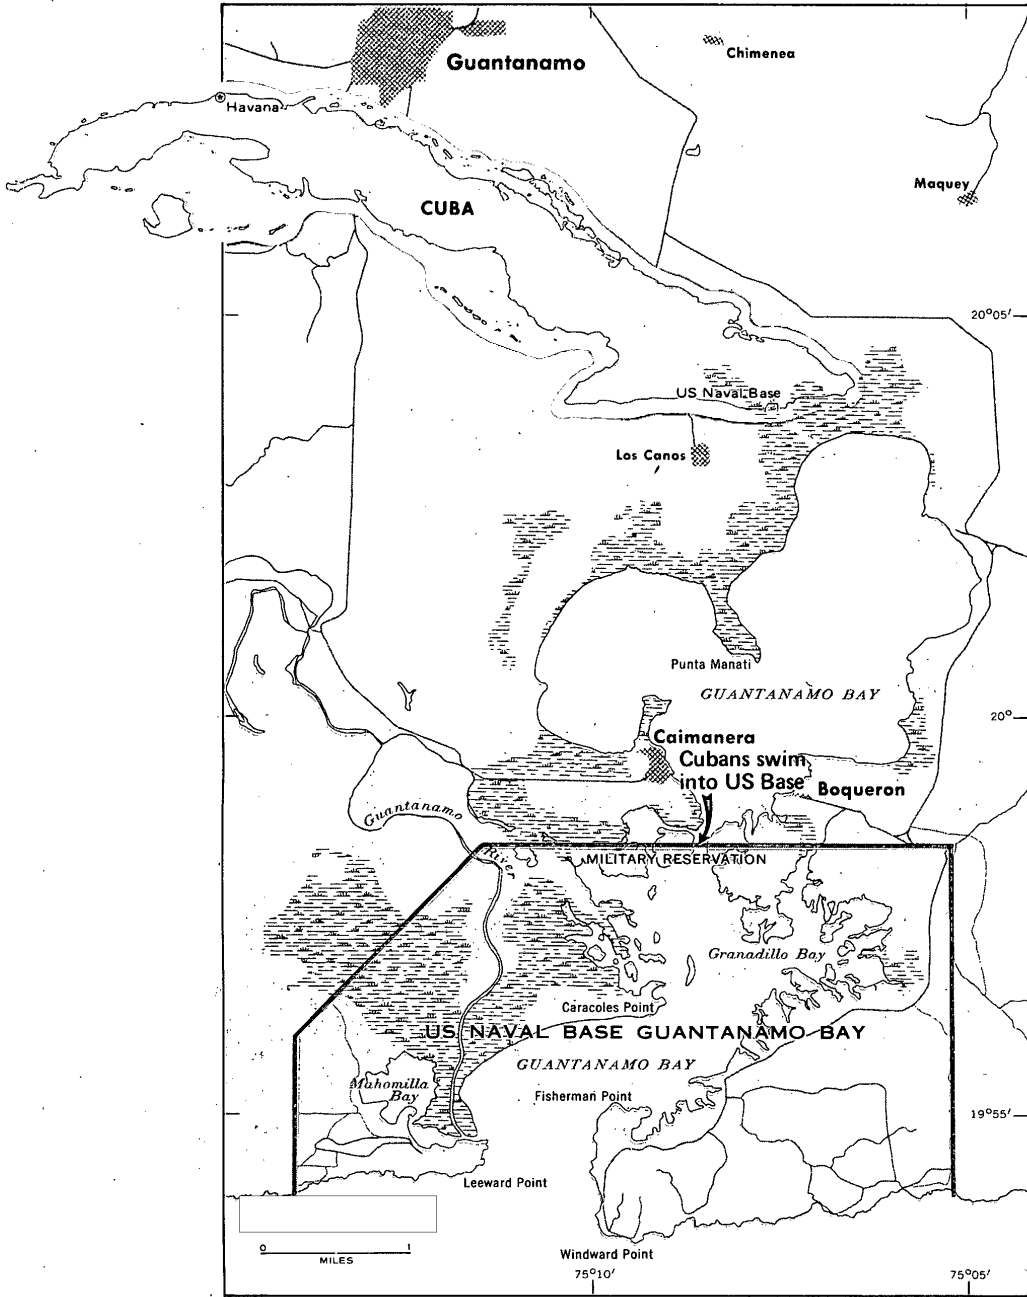 Guantanamo
Chimenea
Havana
Maquey
CUBA
20°05'
US Naval Base
Los Canos
Punta Manati
GUANTANAMO BAY
20°
Caimanera
Cubans swim
into US Base
Boqueron
Guantanamo
River
MILITARY RESERVATION
Granadillo Bay
Caracoles Point
US NAVAL BASE GUANTANAMO BAY
GUANTANAMO BAY
Mahomilla
Bay
Fisherman Point
19°55'
Leeward Point
0 1
MILES
Windward Point
75°10' 75°05'